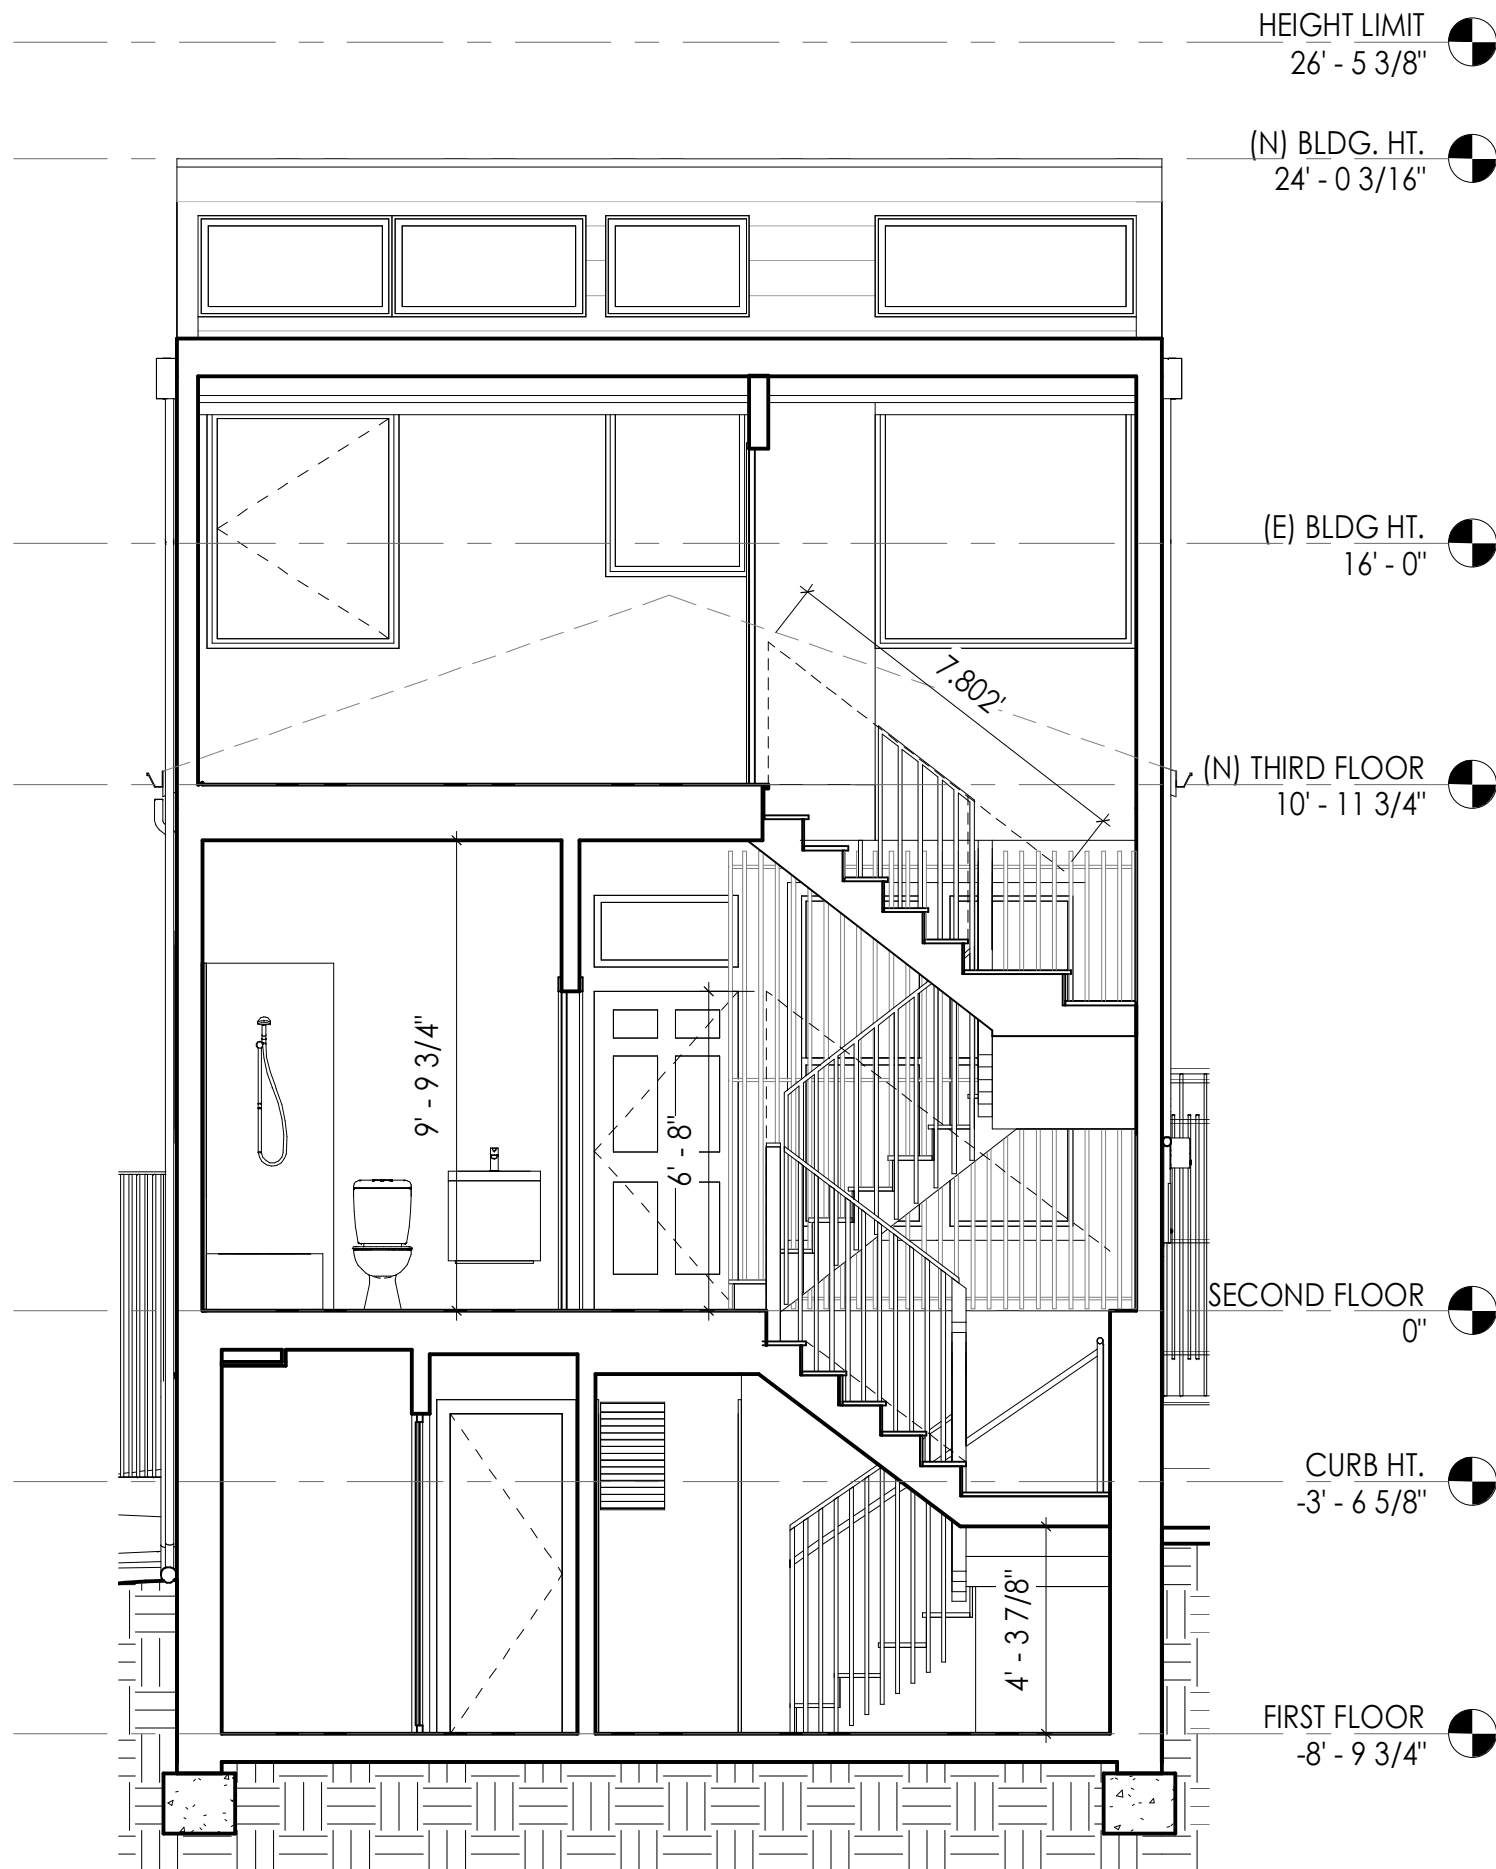 HEIGHT LIMIT
26' - 5 3/8"
(N) BLDG. HT.
24' - 0 3/16"
(E) BLDG HT.
16' - 0"
7.802'
(N) THIRD FLOOR
10' - 11 3/4"
9' - 9 3/4"
6' - 8"
SECOND FLOOR
0"
CURB HT.
-3' - 6 5/8"
4' - 3 7/8"
FIRST FLOOR
-8' - 9 3/4"